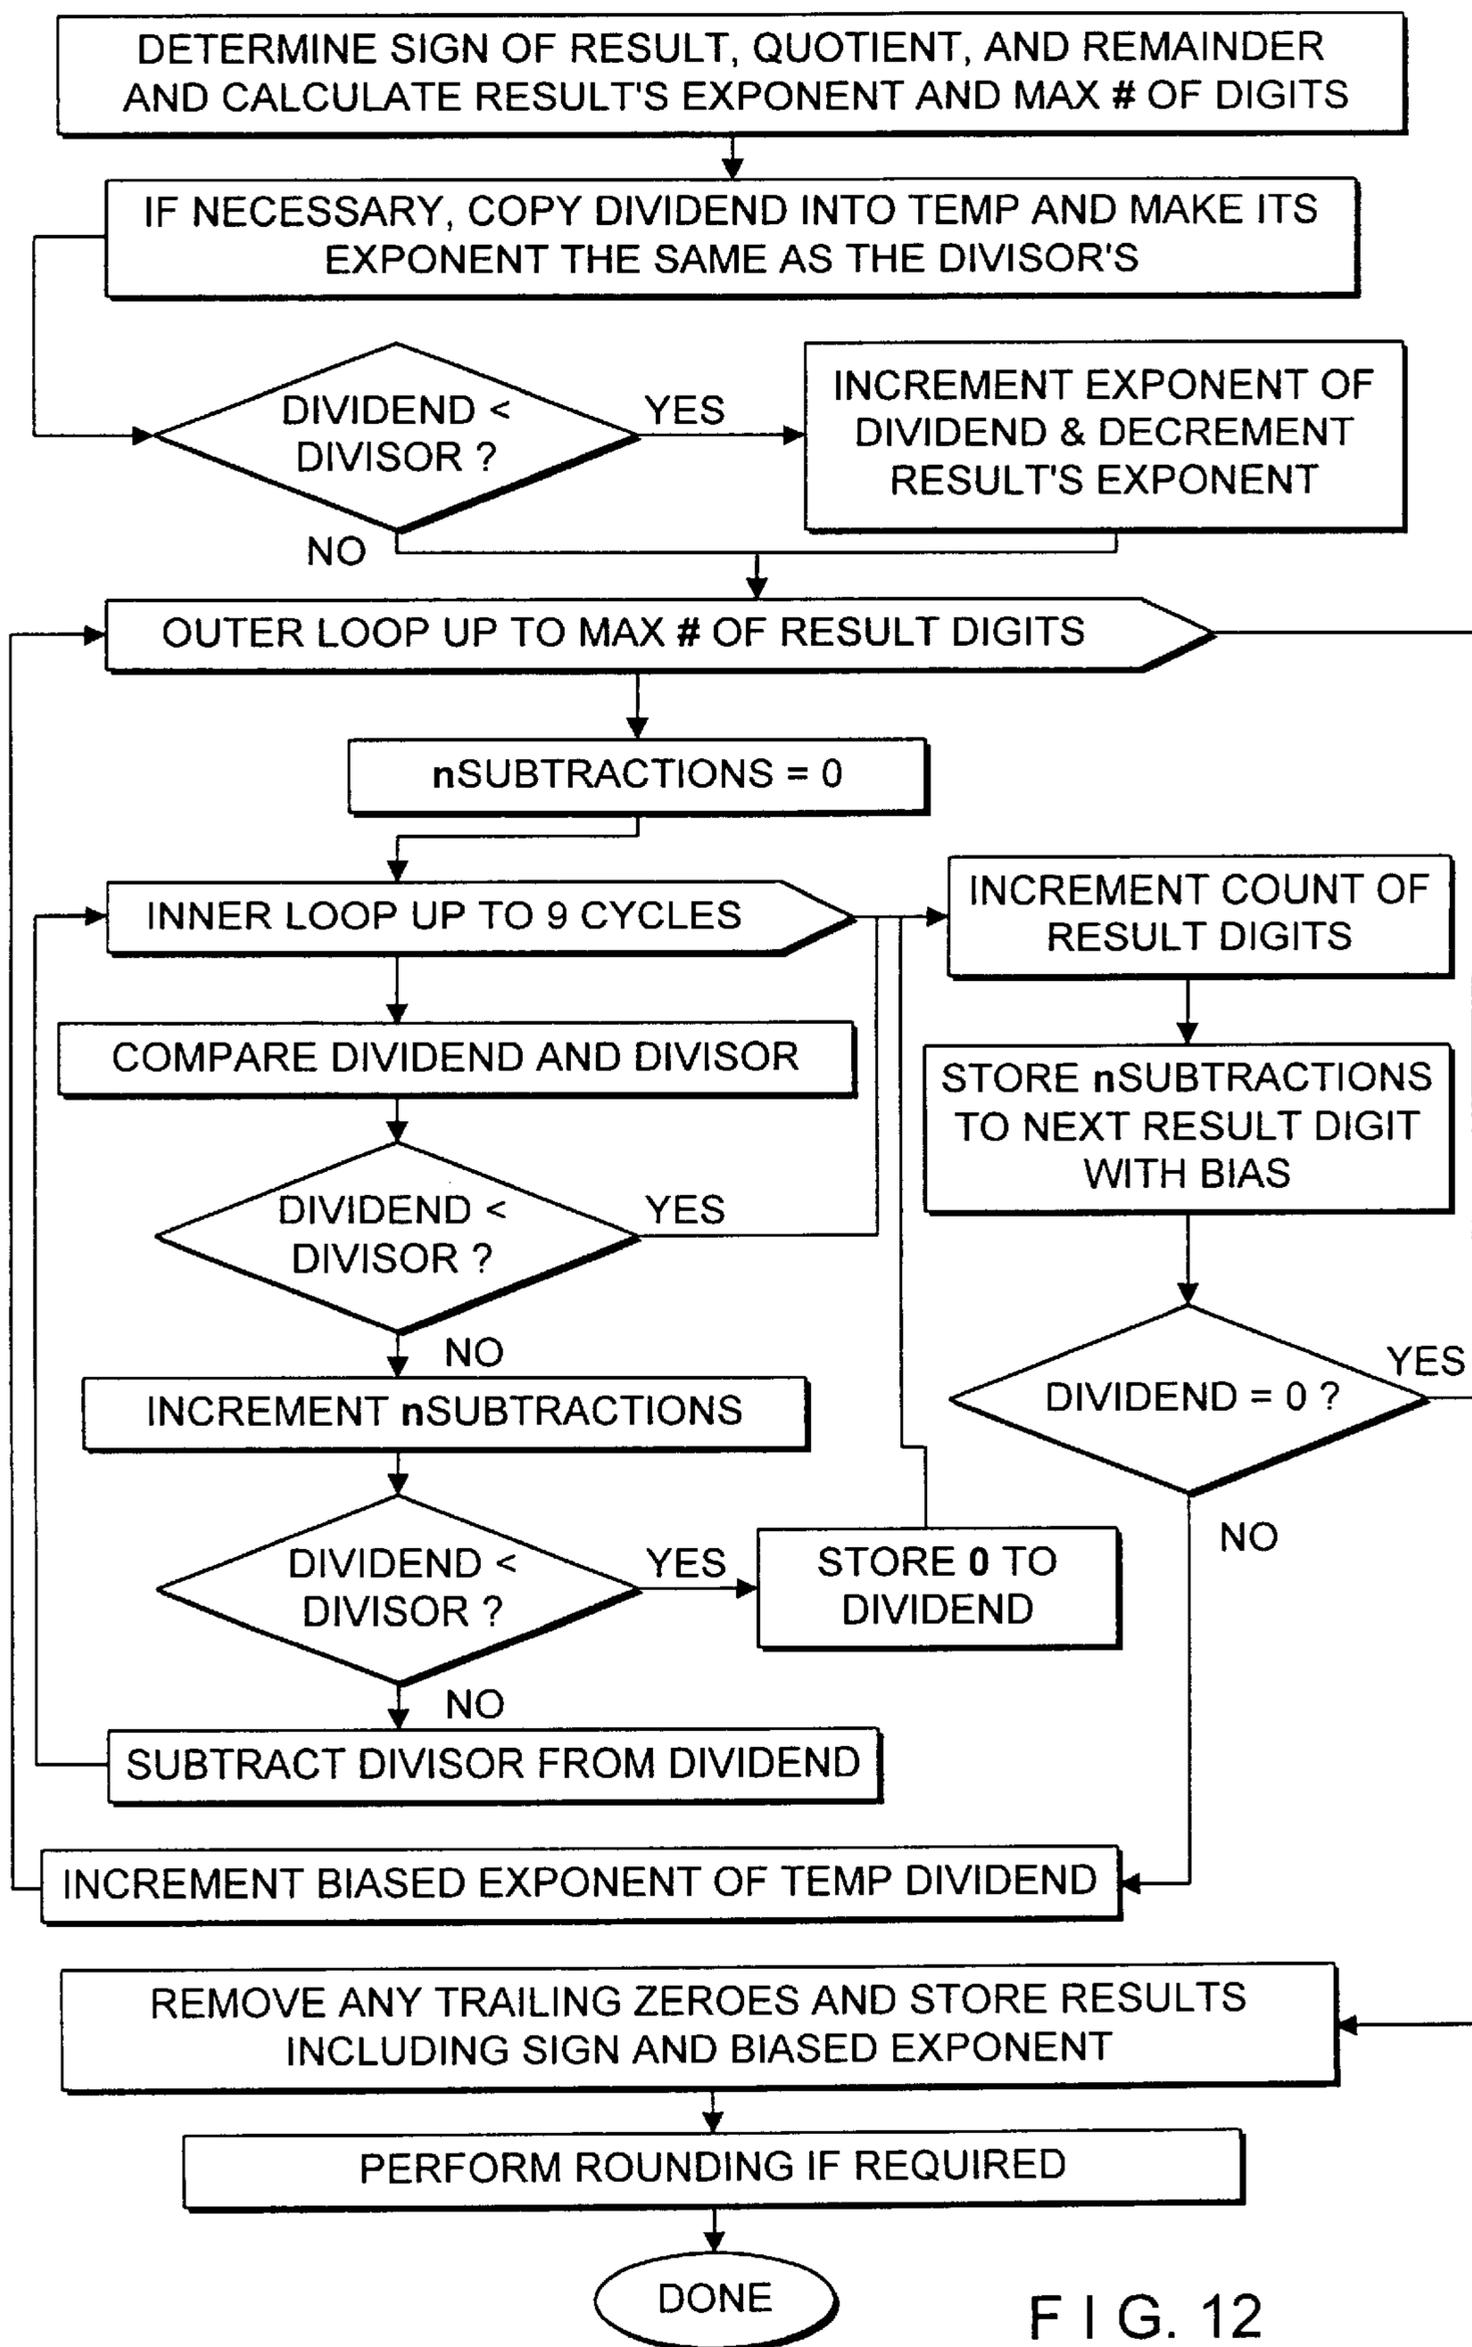 DETERMINE SIGN OF RESULT, QUOTIENT, AND REMAINDER
AND CALCULATE RESULT'S EXPONENT AND MAX # OF DIGITS
IF NECESSARY, COPY DIVIDEND INTO TEMP AND MAKE ITS
EXPONENT THE SAME AS THE DIVISOR'S
DIVIDEND <
DIVISOR ?
YES
INCREMENT EXPONENT OF
DIVIDEND & DECREMENT
RESULT'S EXPONENT
NO
OUTER LOOP UP TO MAX # OF RESULT DIGITS
nSUBTRACTIONS = 0
INNER LOOP UP TO 9 CYCLES
INCREMENT COUNT OF
RESULT DIGITS
COMPARE DIVIDEND AND DIVISOR
STORE nSUBTRACTIONS
TO NEXT RESULT DIGIT
WITH BIAS
DIVIDEND <
DIVISOR ?
YES
NO
DIVIDEND = 0 ?
YES
NO
INCREMENT nSUBTRACTIONS
DIVIDEND <
DIVISOR ?
YES
STORE 0 TO
DIVIDEND
NO
SUBTRACT DIVISOR FROM DIVIDEND
INCREMENT BIASED EXPONENT OF TEMP DIVIDEND
REMOVE ANY TRAILING ZEROES AND STORE RESULTS
INCLUDING SIGN AND BIASED EXPONENT
PERFORM ROUNDING IF REQUIRED
DONE
F I G. 12